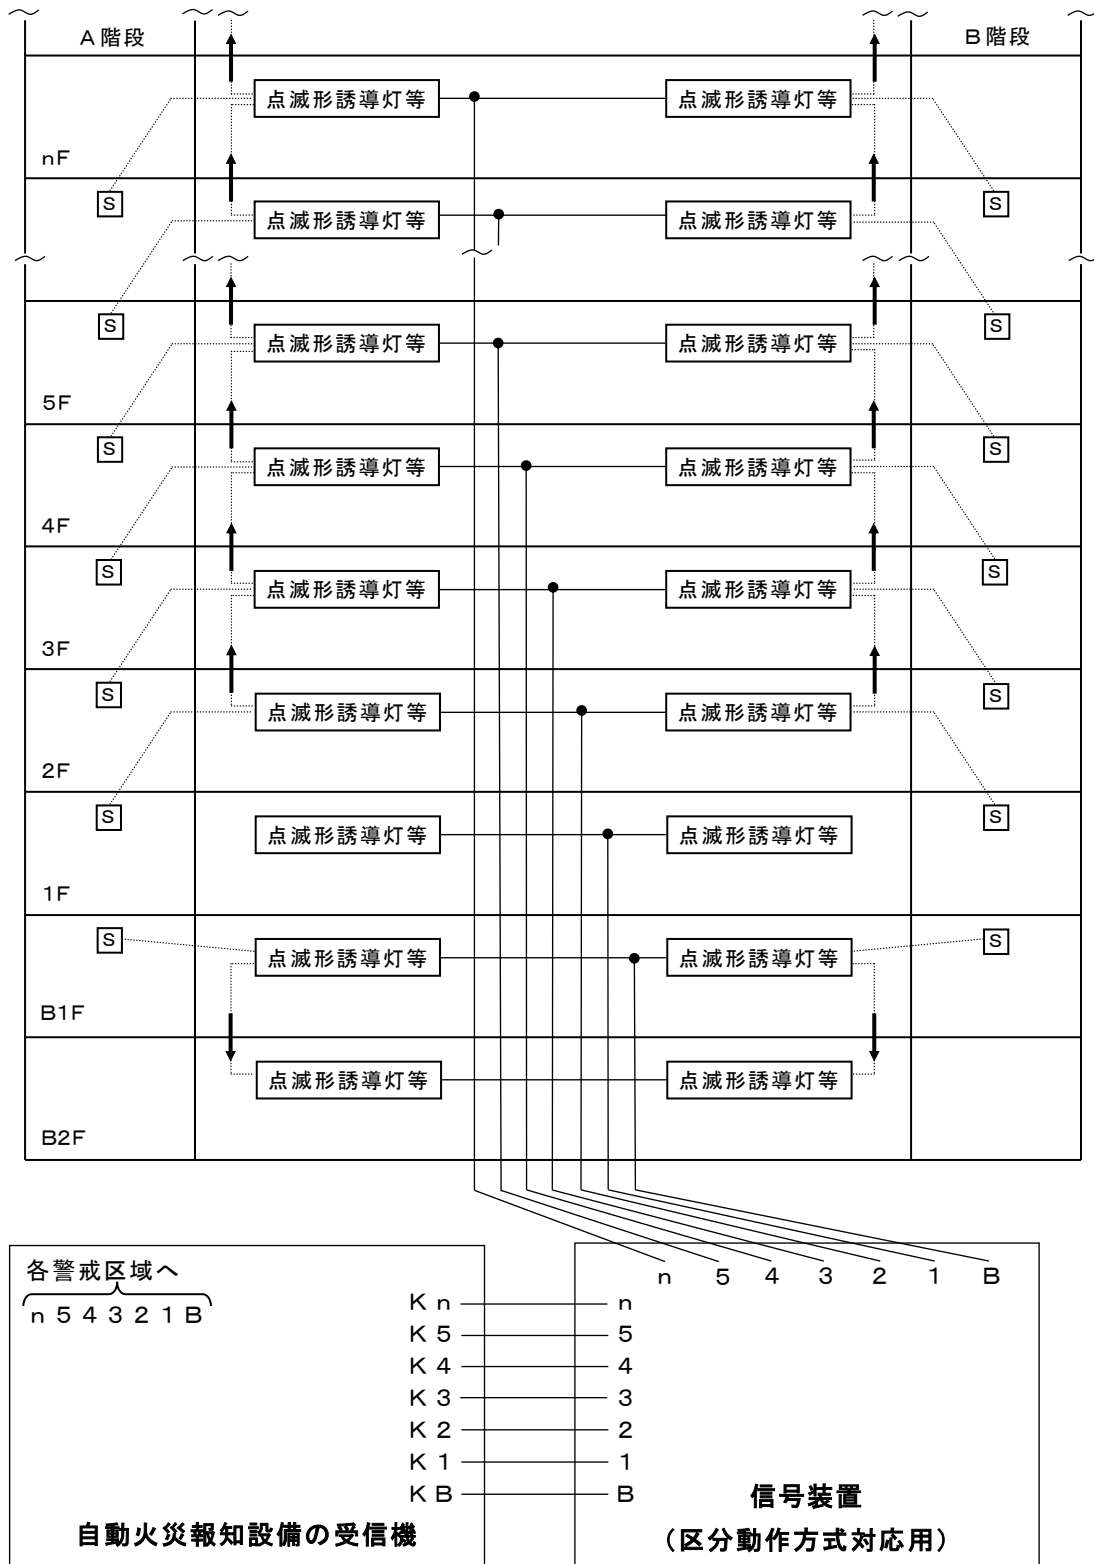 A階段
B階段
点滅形誘導灯等
点滅形誘導灯等
nF
S
S
点滅形誘導灯等
点滅形誘導灯等
S
S
点滅形誘導灯等
点滅形誘導灯等
5F
S
S
点滅形誘導灯等
点滅形誘導灯等
4F
S
S
点滅形誘導灯等
点滅形誘導灯等
3F
S
S
点滅形誘導灯等
点滅形誘導灯等
2F
S
S
点滅形誘導灯等
点滅形誘導灯等
1F
S
S
点滅形誘導灯等
点滅形誘導灯等
B1F
点滅形誘導灯等
点滅形誘導灯等
B2F
各警戒区域へ
n 5 4 3 2 1 B
n 5 4 3 2 1 B
K n
n
K 5
5
K 4
4
K 3
3
K 2
2
K 1
1
K B
B
自動火災報知設備の受信機
信号装置
(区分動作方式対応用)